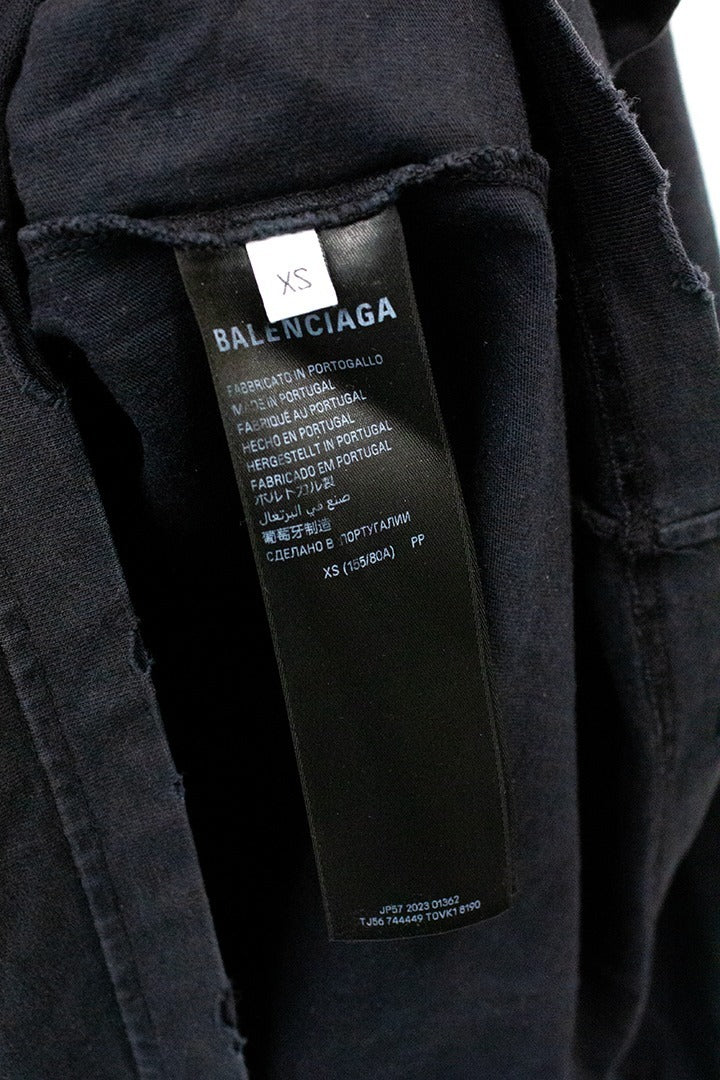 XS
BALENCIAGA
FABBRICATO IN PORTOGALLO
MADE IN PORTUGAL
FABRIQUÉ AU PORTUGAL
HECHO EN PORTUGAL
HERGESTELLT IN PORTUGAL
FABRICADO EM PORTUGAL
ポルトガル製
صنع في البرتغال
葡萄牙制造
СДЕЛАНО В ПОРТУГАЛИИ
XS (155/80A) PP
JP57 2023 01362
TJ56 744449 TOVK1 8190